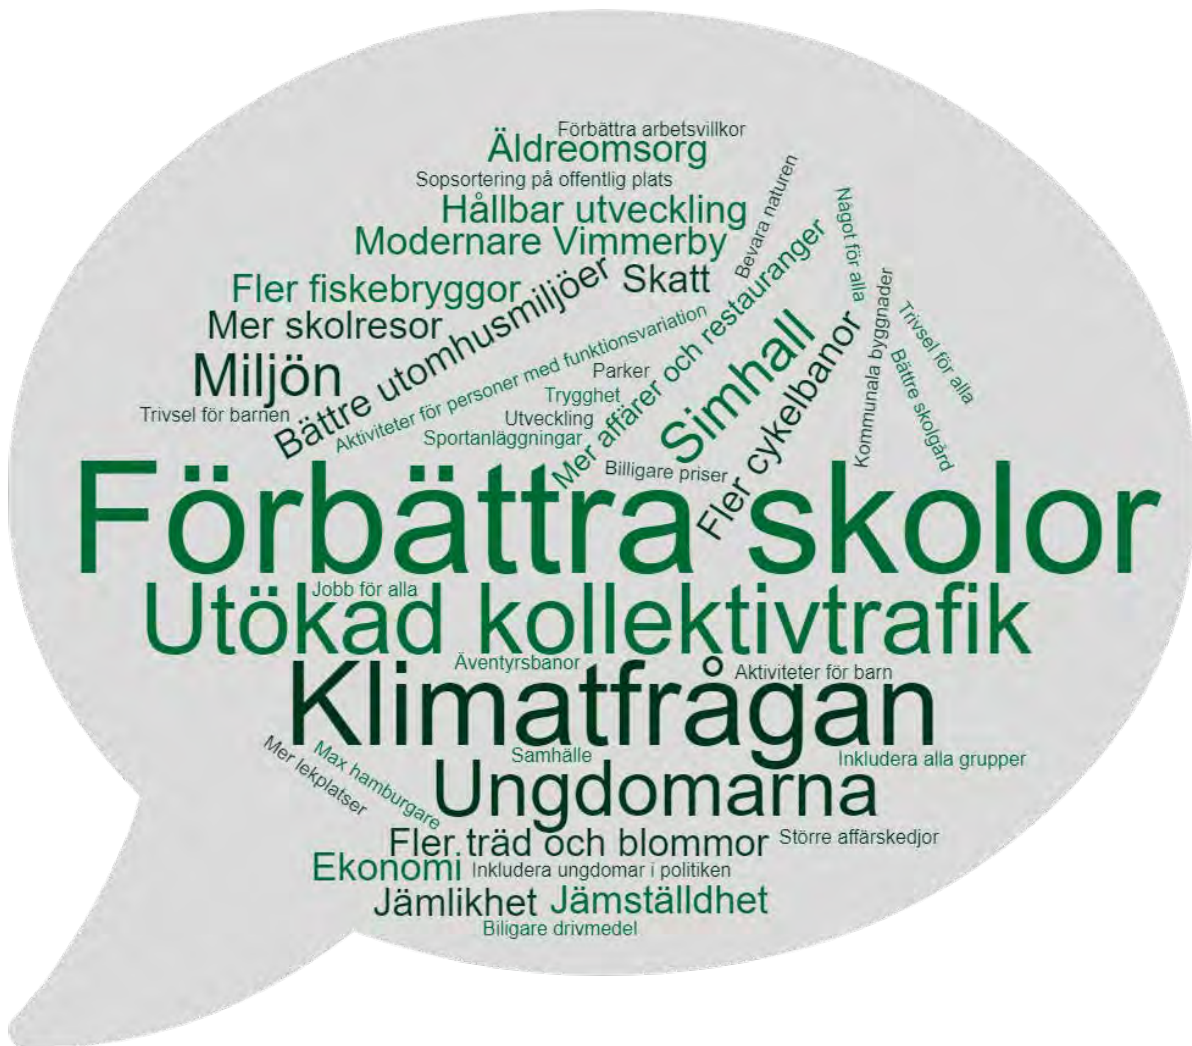 Förbättra arbetsvillkor
Äldreomsorg
Sopsortering på offentlig plats
Hållbar utveckling
Modernare Vimmerby
Bevara naturen
Något för alla
Fler fiskebryggor
Bättre utomhusmiljöer
Skatt
Mer skolresor
Miljön
Trivsel för barnen
Aktiviteter för personer med funktionsvariation
Mer affärer och restauranger
Parker
Trygghet
Utveckling
Sportanläggningar
Simhall
Fler cykelbanor
Kommunala byggnader
Trivsel för alla
Bättre skolgård
Billigare priser
Förbättra skolor
Jobb för alla
Utökad kollektivtrafik
Äventyrsbanor
Aktiviteter för barn
Klimatfrågan
Mer lekplatser
Max hamburgare
Samhälle
Inkludera alla grupper
Ungdomarna
Fler träd och blommor
Större affärskedjor
Ekonomi
Inkludera ungdomar i politiken
Jämlikhet
Jämställdhet
Biligare drivmedel